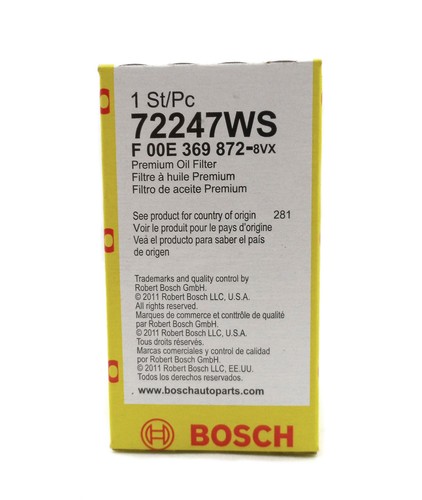 1 St/Pc
72247WS
F 00E 369 872-8VX
Premium Oil Filter
Filtre à huile Premium
Filtro de aceite Premium
See product for country of origin 281
Voir le produit pour le pays d'origine
Vea el producto para saber el país
de origen
Trademarks and quality control by
Robert Bosch GmbH.
© 2011 Robert Bosch LLC, U.S.A.
All rights reserved.
Marques de commerce et contrôle de qualité
par Robert Bosch GmbH.
© 2011 Robert Bosch LLC, U.S.A.
Tous droits réservés.
Marcas comerciales y control de calidad
por Robert Bosch GmbH.
© 2011 Robert Bosch LLC, EE.UU.
Todos los derechos reservados.
www.boschautoparts.com
BOSCH